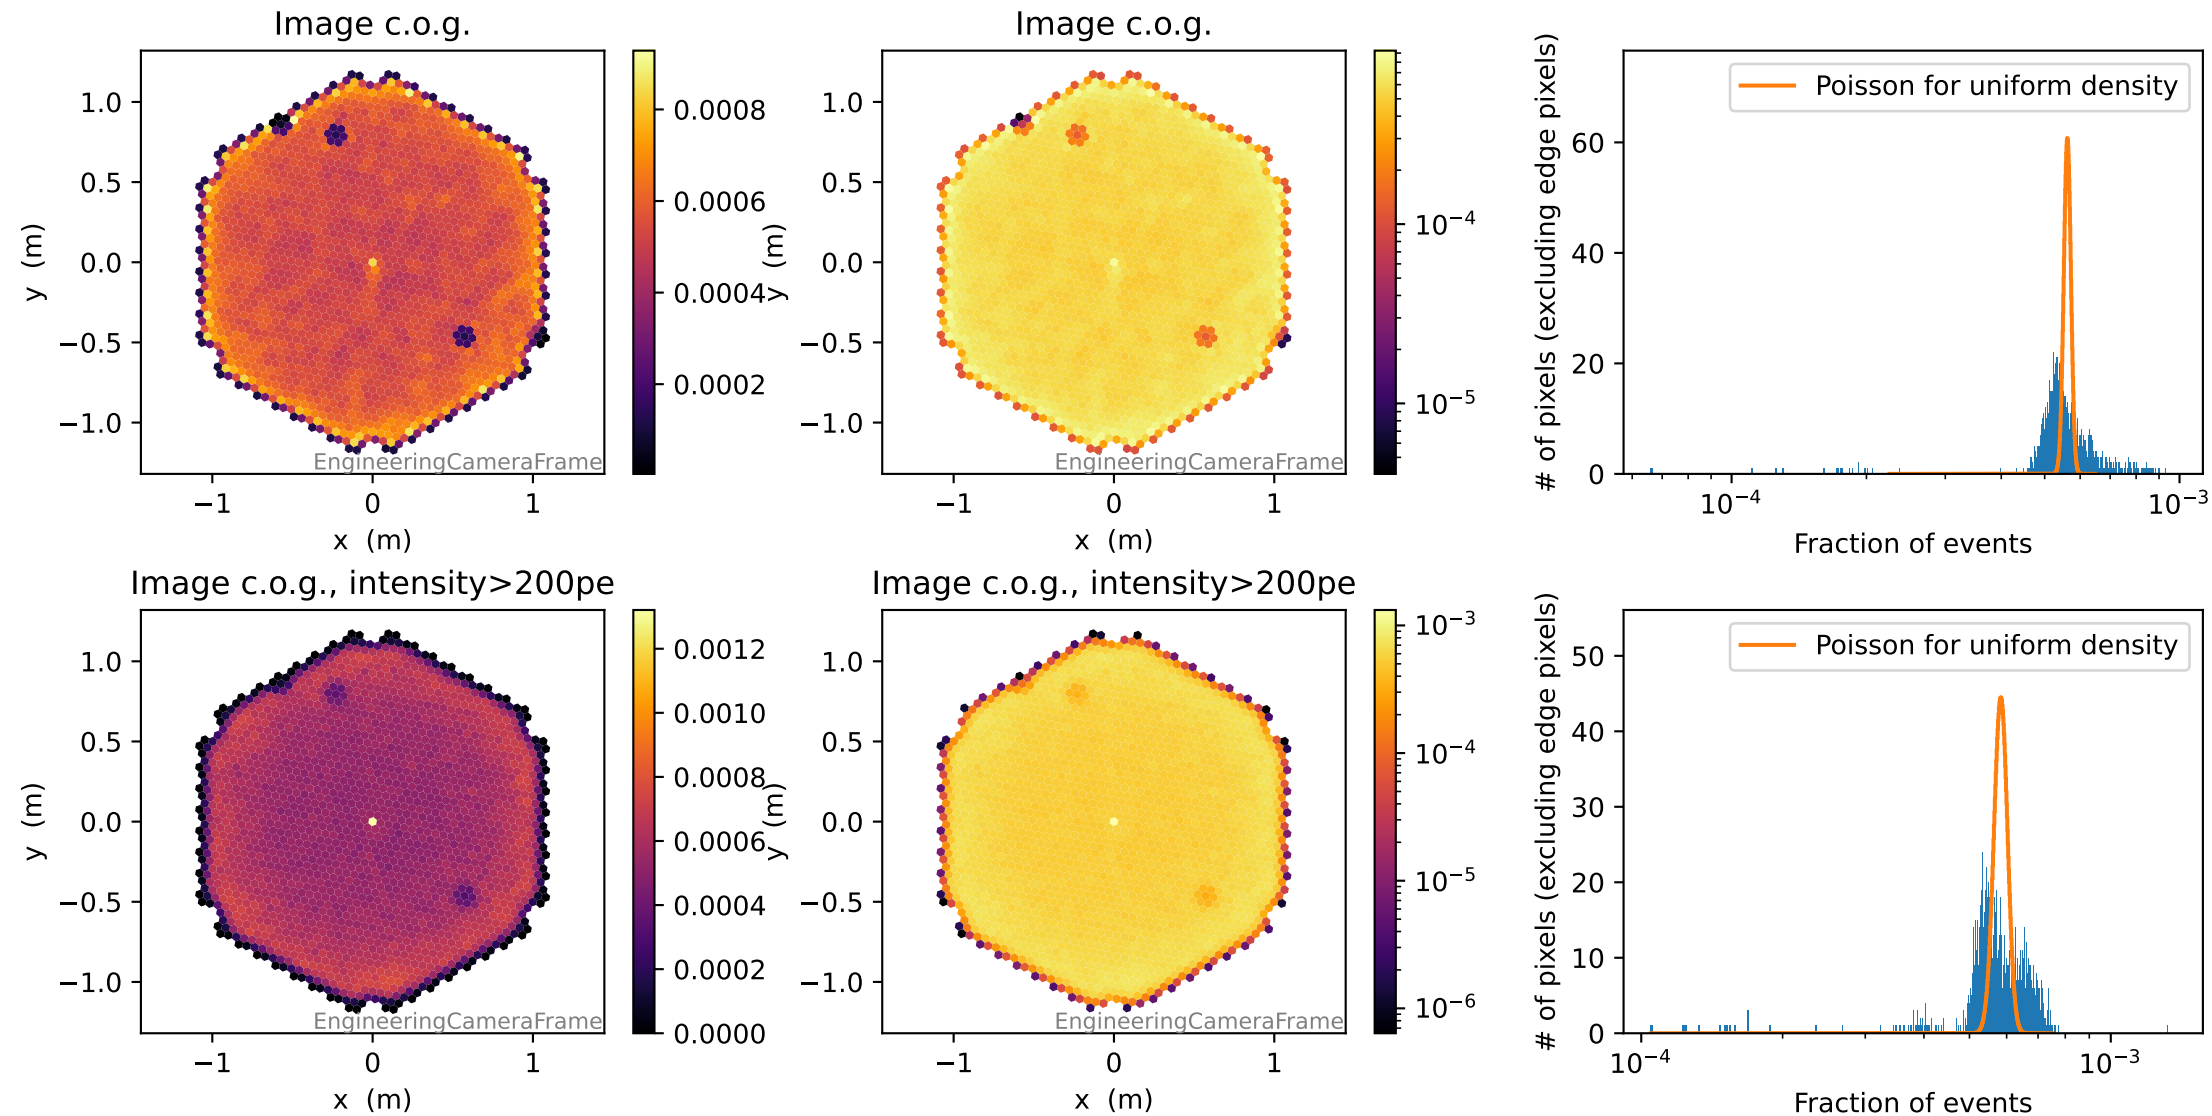 Image c.o.g.
y (m)
1.0
0.5
0.0
−0.5
−1.0
−1
0
1
x (m)
EngineeringCameraFrame
0.0008
0.0006
0.0004
0.0002
Image c.o.g.
y (m)
1.0
0.5
0.0
−0.5
−1.0
−1
0
1
x (m)
EngineeringCameraFrame
10⁻⁴
10⁻⁵
# of pixels (excluding edge pixels)
60
40
20
0
Poisson for uniform density
10⁻⁴
10⁻³
Fraction of events
Image c.o.g., intensity>200pe
y (m)
1.0
0.5
0.0
−0.5
−1.0
−1
0
1
x (m)
EngineeringCameraFrame
0.0012
0.0010
0.0008
0.0006
0.0004
0.0002
0.0000
Image c.o.g., intensity>200pe
y (m)
1.0
0.5
0.0
−0.5
−1.0
−1
0
1
x (m)
EngineeringCameraFrame
10⁻³
10⁻⁴
10⁻⁵
10⁻⁶
# of pixels (excluding edge pixels)
50
40
30
20
10
0
Poisson for uniform density
10⁻⁴
10⁻³
Fraction of events